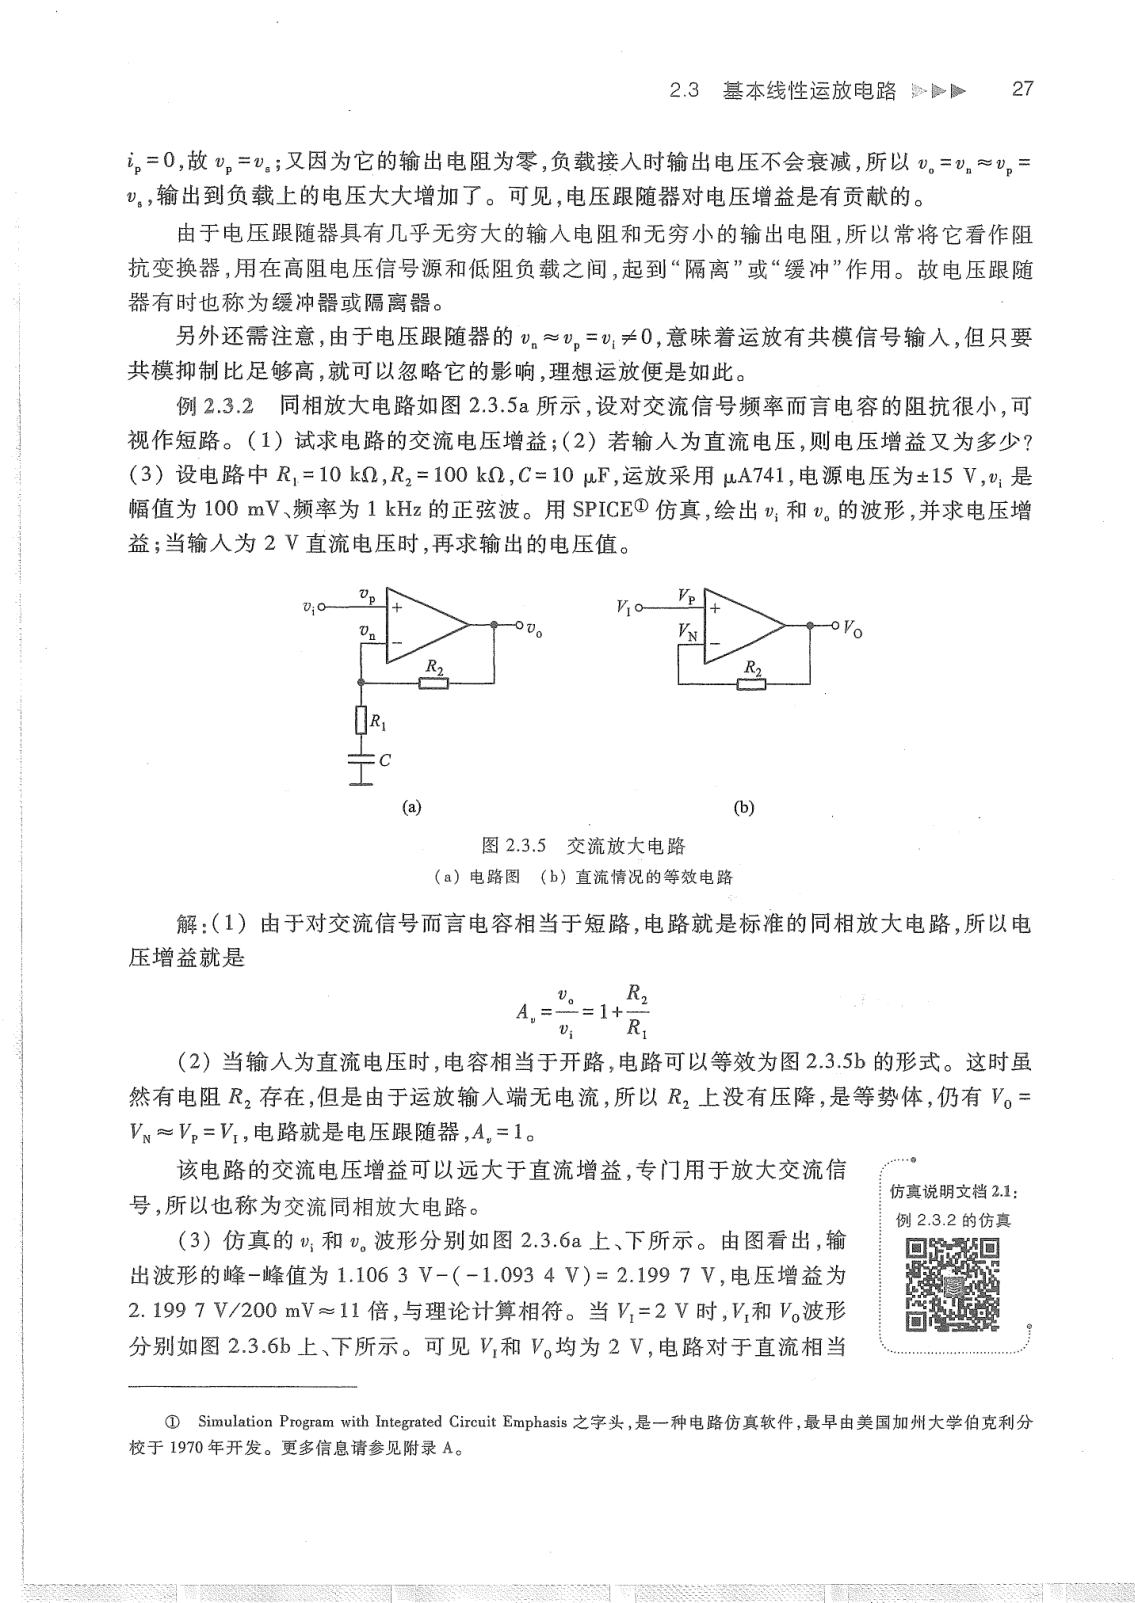 2.3 基本线性运放电路 27
i_p=0,故 v_p=v_s;又因为它的输出电阻为零,负载接入时输出电压不会衰减,所以 v_o=v_n≈v_p=
v_s,输出到负载上的电压大大增加了。可见,电压跟随器对电压增益是有贡献的。
由于电压跟随器具有几乎无穷大的输入电阻和无穷小的输出电阻,所以常将它看作阻
抗变换器,用在高阻电压信号源和低阻负载之间,起到“隔离”或“缓冲”作用。故电压跟随
器有时也称为缓冲器或隔离器。
另外还需注意,由于电压跟随器的 v_n≈v_p=v_i≠0,意味着运放有共模信号输入,但只要
共模抑制比足够高,就可以忽略它的影响,理想运放便是如此。
例 2.3.2 同相放大电路如图 2.3.5a 所示,设对交流信号频率而言电容的阻抗很小,可
视作短路。(1) 试求电路的交流电压增益;(2) 若输入为直流电压,则电压增益又为多少?
(3) 设电路中 R_1=10 kΩ,R_2=100 kΩ,C=10 μF,运放采用 μA741,电源电压为±15 V,v_i 是
幅值为 100 mV、频率为 1 kHz 的正弦波。用 SPICE① 仿真,绘出 v_i 和 v_o 的波形,并求电压增
益;当输入为 2 V 直流电压时,再求输出的电压值。
v_i v_p + v_n − v_o R_2 R_1 C
V_I V_P + V_N − V_O R_2
(a) (b)
图 2.3.5 交流放大电路
(a) 电路图 (b) 直流情况的等效电路
解:(1) 由于对交流信号而言电容相当于短路,电路就是标准的同相放大电路,所以电
压增益就是
A_v=v_o/v_i=1+R_2/R_1
(2) 当输入为直流电压时,电容相当于开路,电路可以等效为图 2.3.5b 的形式。这时虽
然有电阻 R_2 存在,但是由于运放输入端无电流,所以 R_2 上没有压降,是等势体,仍有 V_O=
V_N≈V_P=V_I,电路就是电压跟随器,A_v=1。
该电路的交流电压增益可以远大于直流增益,专门用于放大交流信
号,所以也称为交流同相放大电路。
(3) 仿真的 v_i 和 v_o 波形分别如图 2.3.6a 上、下所示。由图看出,输
出波形的峰-峰值为 1.106 3 V-(-1.093 4 V)=2.199 7 V,电压增益为
2.199 7 V/200 mV≈11 倍,与理论计算相符。当 V_I=2 V 时,V_I和 V_O波形
分别如图 2.3.6b 上、下所示。可见 V_I和 V_O均为 2 V,电路对于直流相当
仿真说明文档 2.1:
例 2.3.2 的仿真
① Simulation Program with Integrated Circuit Emphasis 之字头,是一种电路仿真软件,最早由美国加州大学伯克利分
校于 1970 年开发。更多信息请参见附录 A。